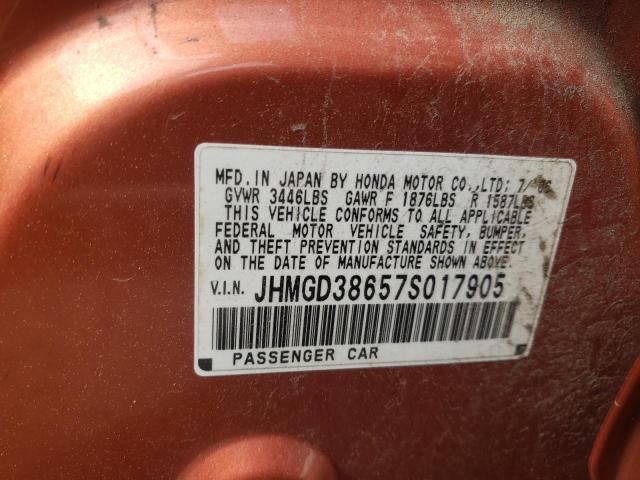 MFD. IN JAPAN BY HONDA MOTOR CO., LTD; 7/06
GVWR 3446LBS GAWR F 1876LBS R 1587LBS
THIS VEHICLE CONFORMS TO ALL APPLICABLE
FEDERAL MOTOR VEHICLE SAFETY, BUMPER,
AND THEFT PREVENTION STANDARDS IN EFFECT
ON THE DATE OF MANUFACTURE SHOWN ABOVE.
V.I.N. JHMGD38657S017905
PASSENGER CAR